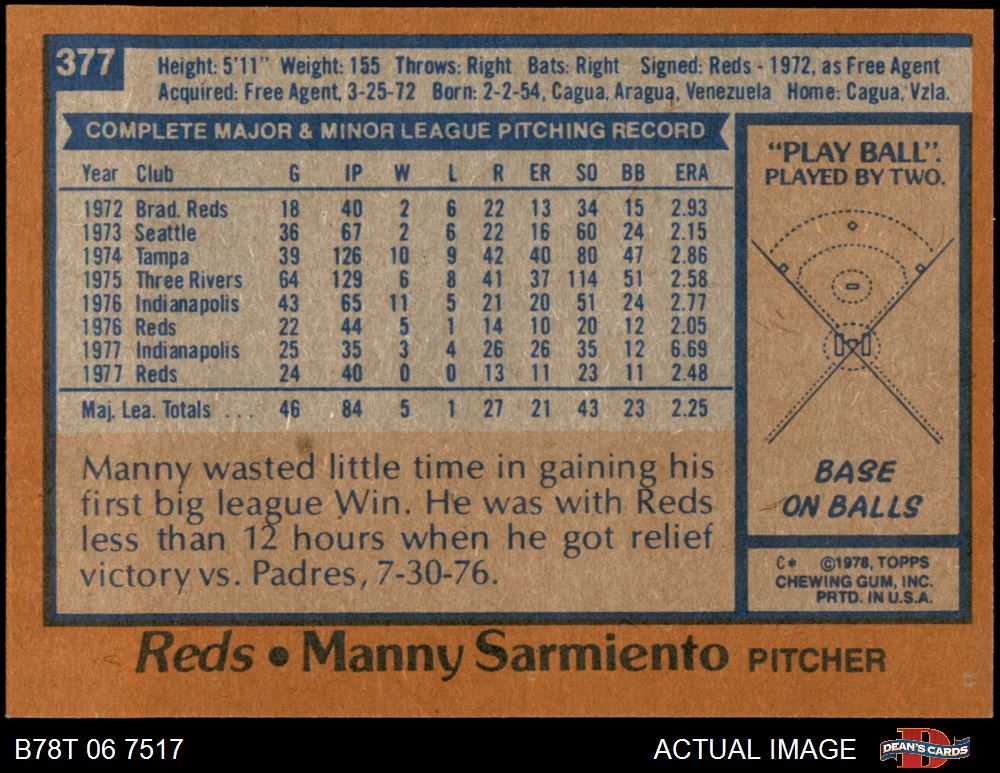 377
Height: 5'11" Weight: 155 Throws: Right Bats: Right Signed: Reds - 1972, as Free Agent
Acquired: Free Agent, 3-25-72 Born: 2-2-54, Cagua, Aragua, Venezuela Home: Cagua, Vzla.
COMPLETE MAJOR & MINOR LEAGUE PITCHING RECORD
Year Club G IP W L R ER SO BB ERA
1972 Brad. Reds 18 40 2 6 22 13 34 15 2.93
1973 Seattle 36 67 2 6 22 16 60 24 2.15
1974 Tampa 39 126 10 9 42 40 80 47 2.86
1975 Three Rivers 64 129 6 8 41 37 114 51 2.58
1976 Indianapolis 43 65 11 5 21 20 51 24 2.77
1976 Reds 22 44 5 1 14 10 20 12 2.05
1977 Indianapolis 25 35 3 4 26 26 35 12 6.69
1977 Reds 24 40 0 0 13 11 23 11 2.48
Maj. Lea. Totals ... 46 84 5 1 27 21 43 23 2.25
Manny wasted little time in gaining his
first big league Win. He was with Reds
less than 12 hours when he got relief
victory vs. Padres, 7-30-76.
"PLAY BALL".
PLAYED BY TWO.
BASE
ON BALLS
C* ©1978, TOPPS
CHEWING GUM, INC.
PRTD. IN U.S.A.
Reds • Manny Sarmiento PITCHER
B78T 06 7517
ACTUAL IMAGE
DEAN'S CARDS